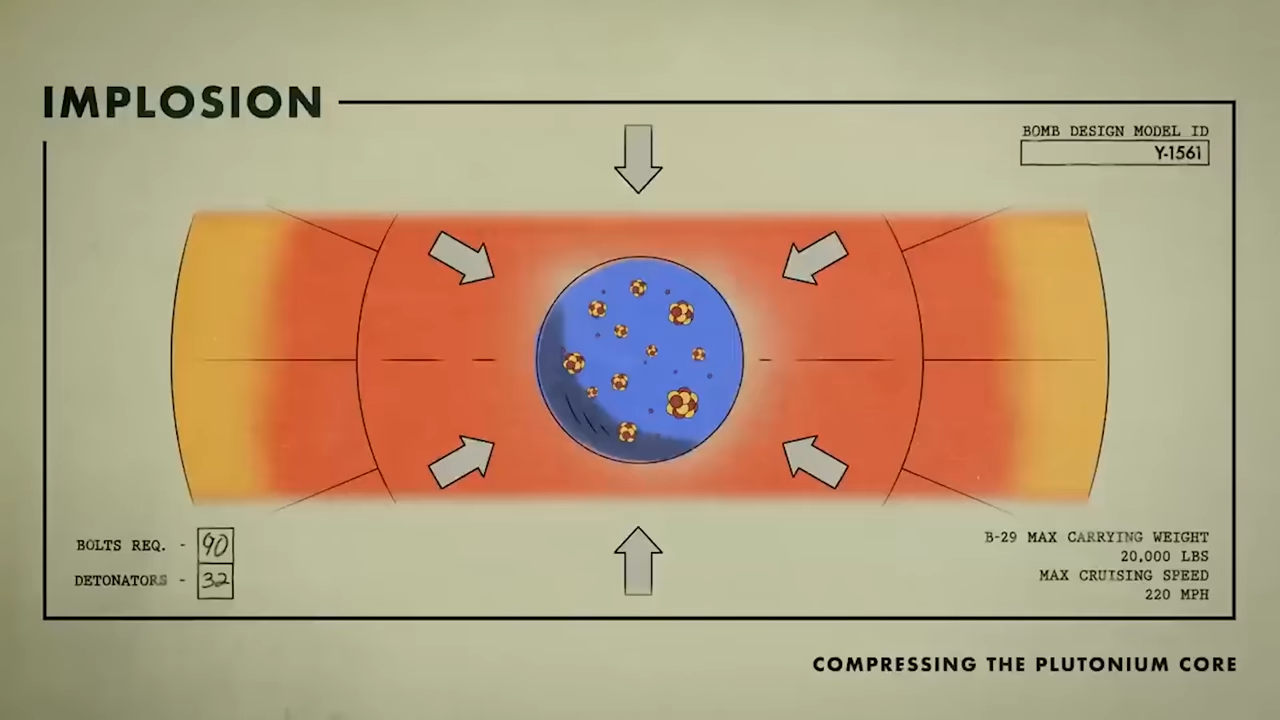 IMPLOSION
BOMB DESIGN MODEL ID
Y-1561
BOLTS REQ. - 90
DETONATORS - 32
B-29 MAX CARRYING WEIGHT
20,000 LBS
MAX CRUISING SPEED
220 MPH
COMPRESSING THE PLUTONIUM CORE